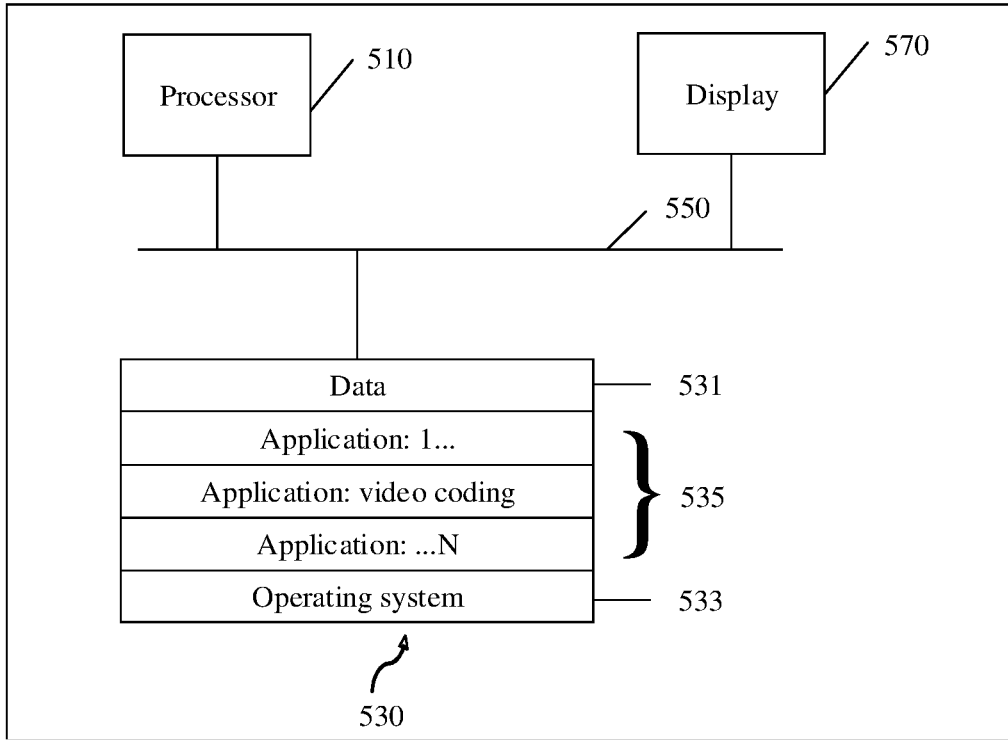 Processor
510
Display
570
550
Data
531
Application: 1...
Application: video coding
535
Application: ...N
Operating system
533
530